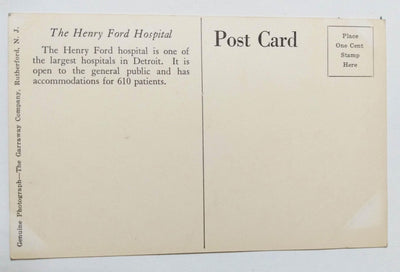 The Henry Ford Hospital
The Henry Ford hospital is one of
the largest hospitals in Detroit. It is
open to the general public and has
accommodations for 610 patients.
Post Card
Place
One Cent
Stamp
Here
Genuine Photograph—The Garraway Company, Rutherford, N. J.